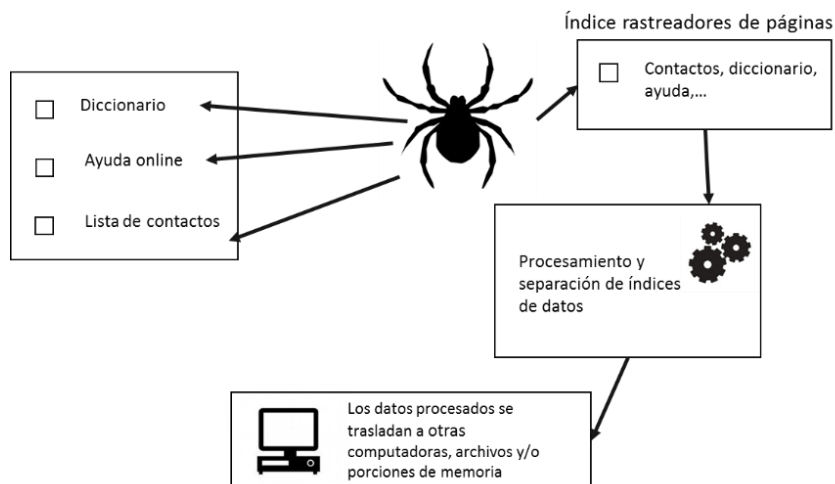 Índice rastreadores de páginas
Contactos, diccionario,
ayuda,...
Diccionario
Ayuda online
Lista de contactos
Procesamiento y
separación de índices
de datos
Los datos procesados se
trasladan a otras
computadoras, archivos y/o
porciones de memoria